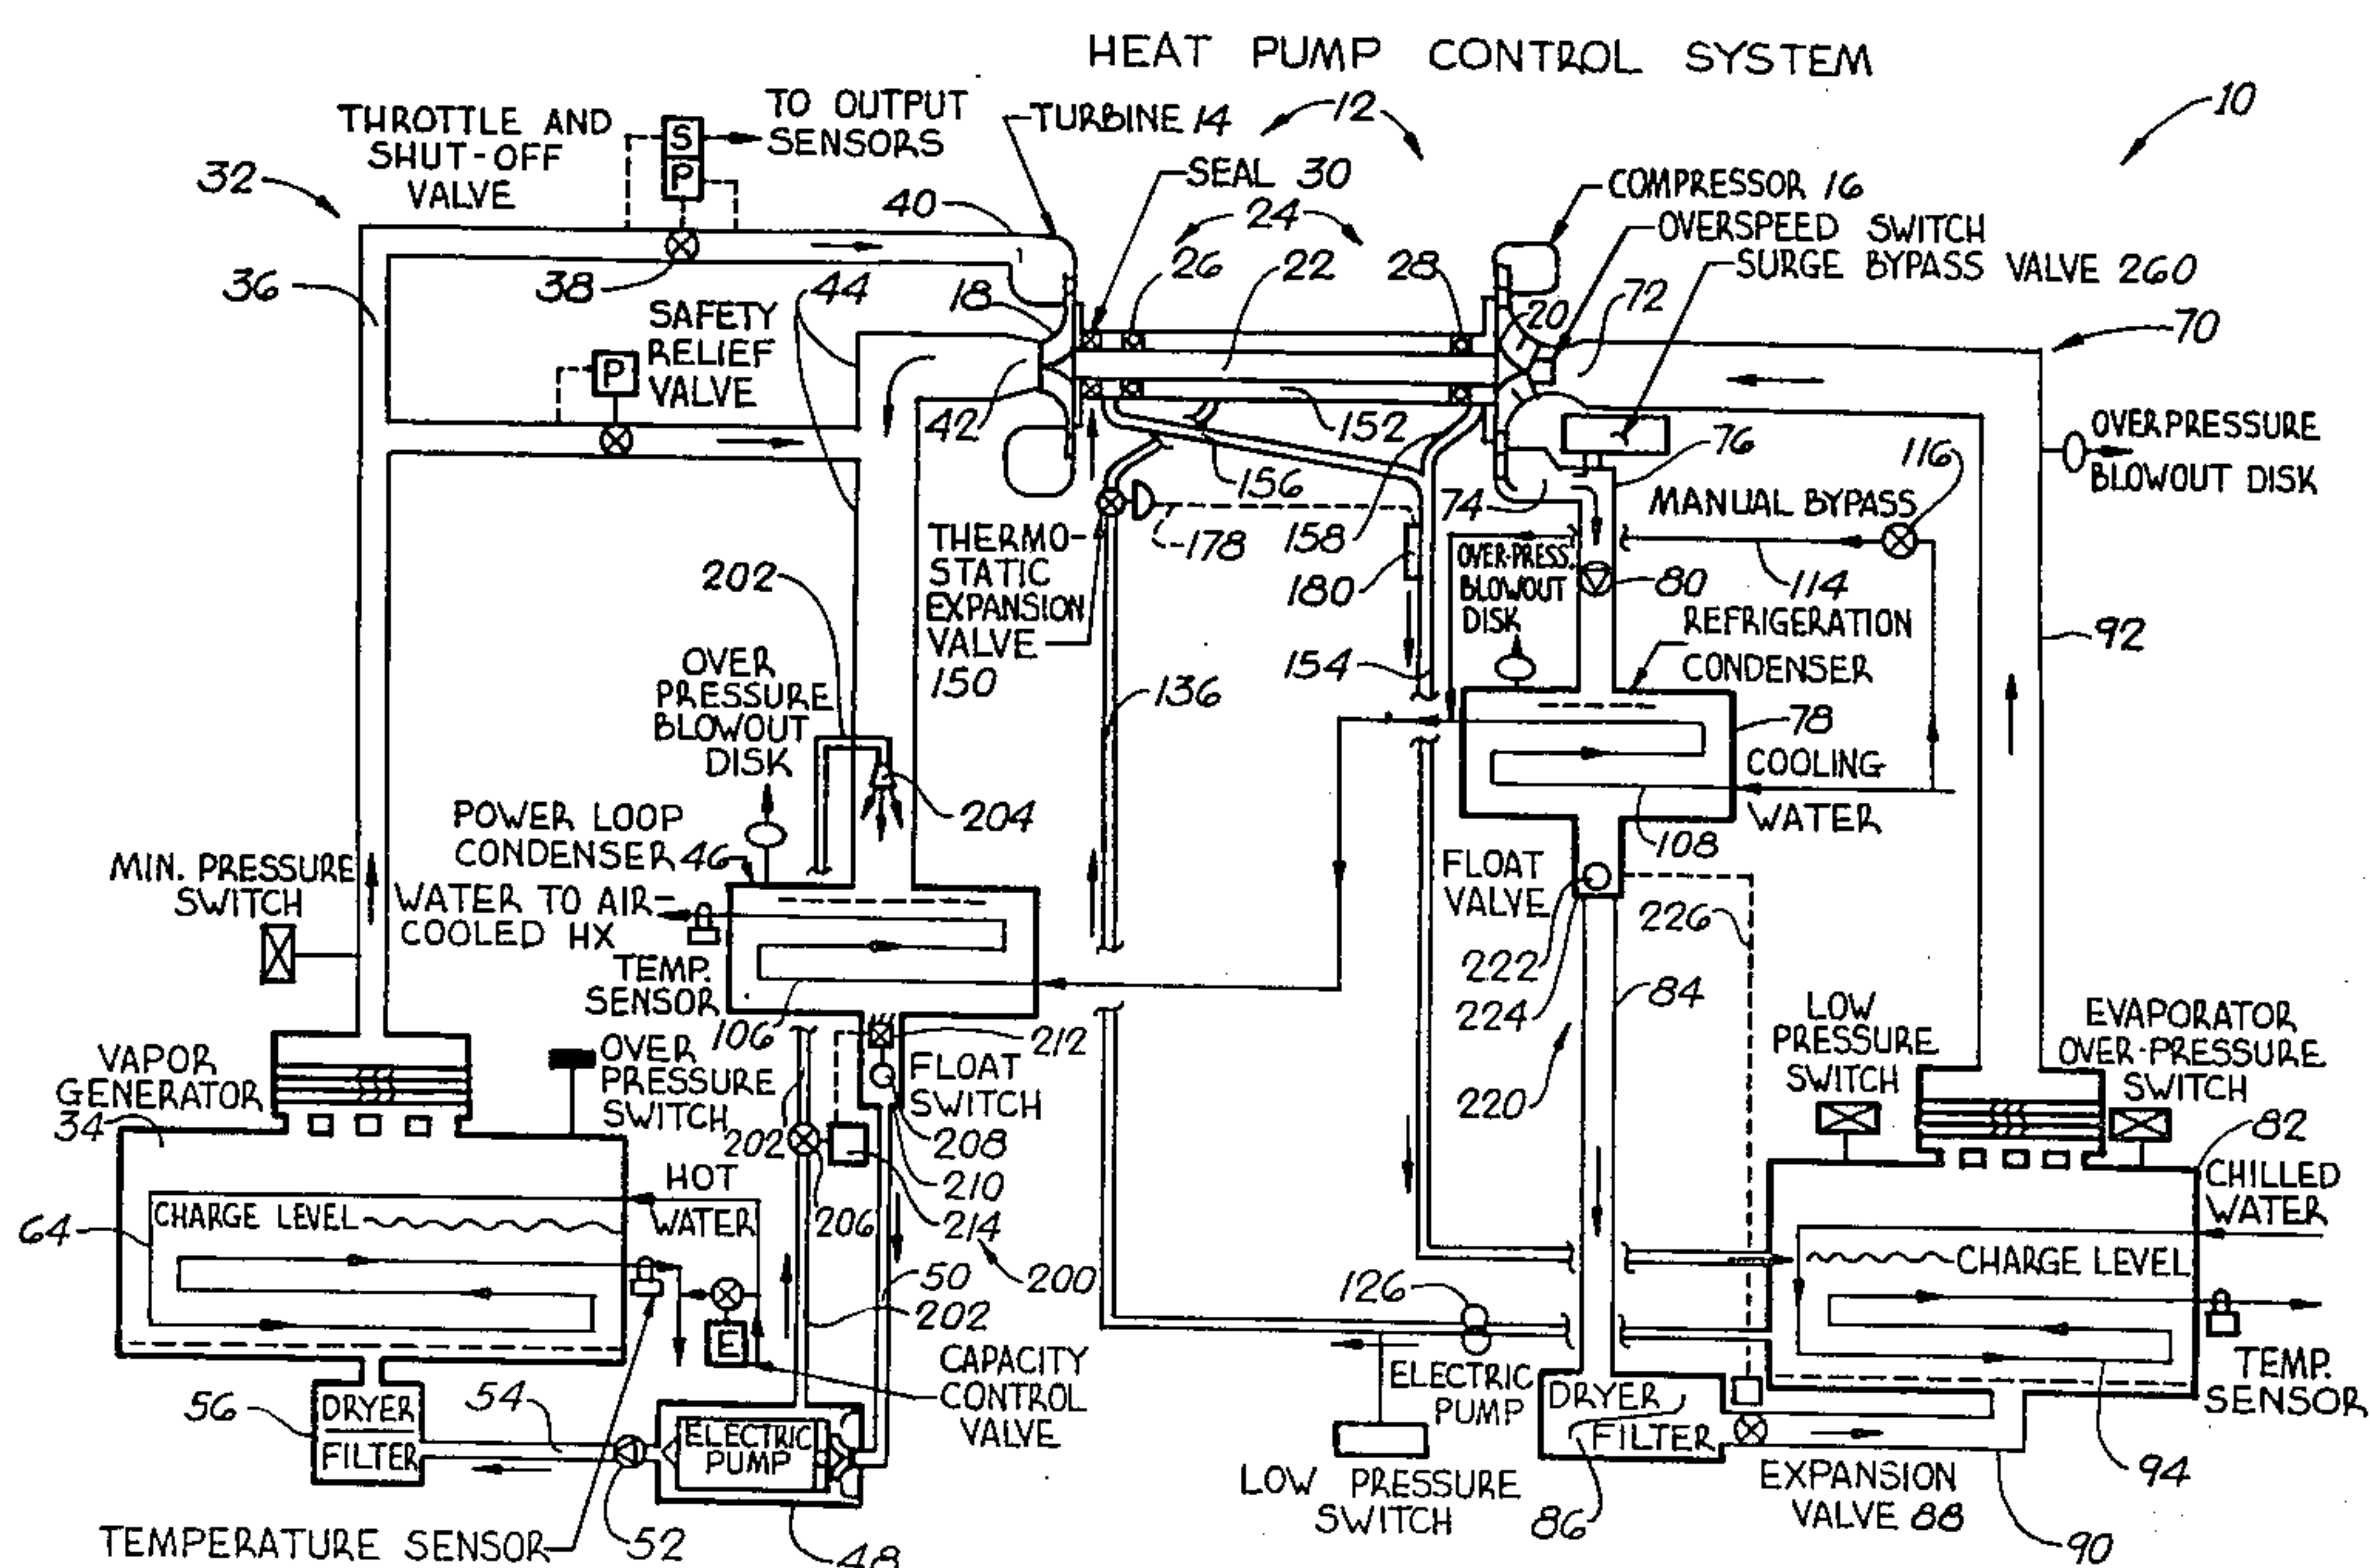 HEAT PUMP CONTROL SYSTEM
10
12
THROTTLE AND
SHUT-OFF
VALVE
S
P
TO OUTPUT
SENSORS
TURBINE 14
SEAL 30
COMPRESSOR 16
OVERSPEED SWITCH
SURGE BYPASS VALVE 260
32
40
24
26
22
28
36
38
44
18
20
72
70
SAFETY
RELIEF
VALVE
P
42
152
156
158
74
76
OVERPRESSURE
BLOWOUT DISK
116
MANUAL BYPASS
114
THERMO-
STATIC
EXPANSION
VALVE
150
178
180
OVER-PRESS.
BLOWOUT
DISK
80
REFRIGERATION
CONDENSER
92
154
136
202
OVER
PRESSURE
BLOWOUT
DISK
204
78
COOLING
WATER
108
POWER LOOP
CONDENSER 46
MIN. PRESSURE
SWITCH
WATER TO AIR-
COOLED HX
TEMP.
SENSOR
106
FLOAT
VALVE
222
224
226
84
220
VAPOR
GENERATOR
34
OVER
PRESSURE
SWITCH
202
212
FLOAT
SWITCH
202
208
210
214
206
200
LOW
PRESSURE
SWITCH
EVAPORATOR
OVER-PRESSURE
SWITCH
82
CHILLED
WATER
HOT
WATER
64
CHARGE LEVEL
CHARGE LEVEL
50
202
126
E
CAPACITY
CONTROL
VALVE
ELECTRIC
PUMP
TEMP.
SENSOR
56
DRYER
FILTER
54
ELECTRIC
PUMP
DRYER
FILTER
LOW PRESSURE
SWITCH
86
EXPANSION
VALVE 88
94
90
TEMPERATURE SENSOR
52
48